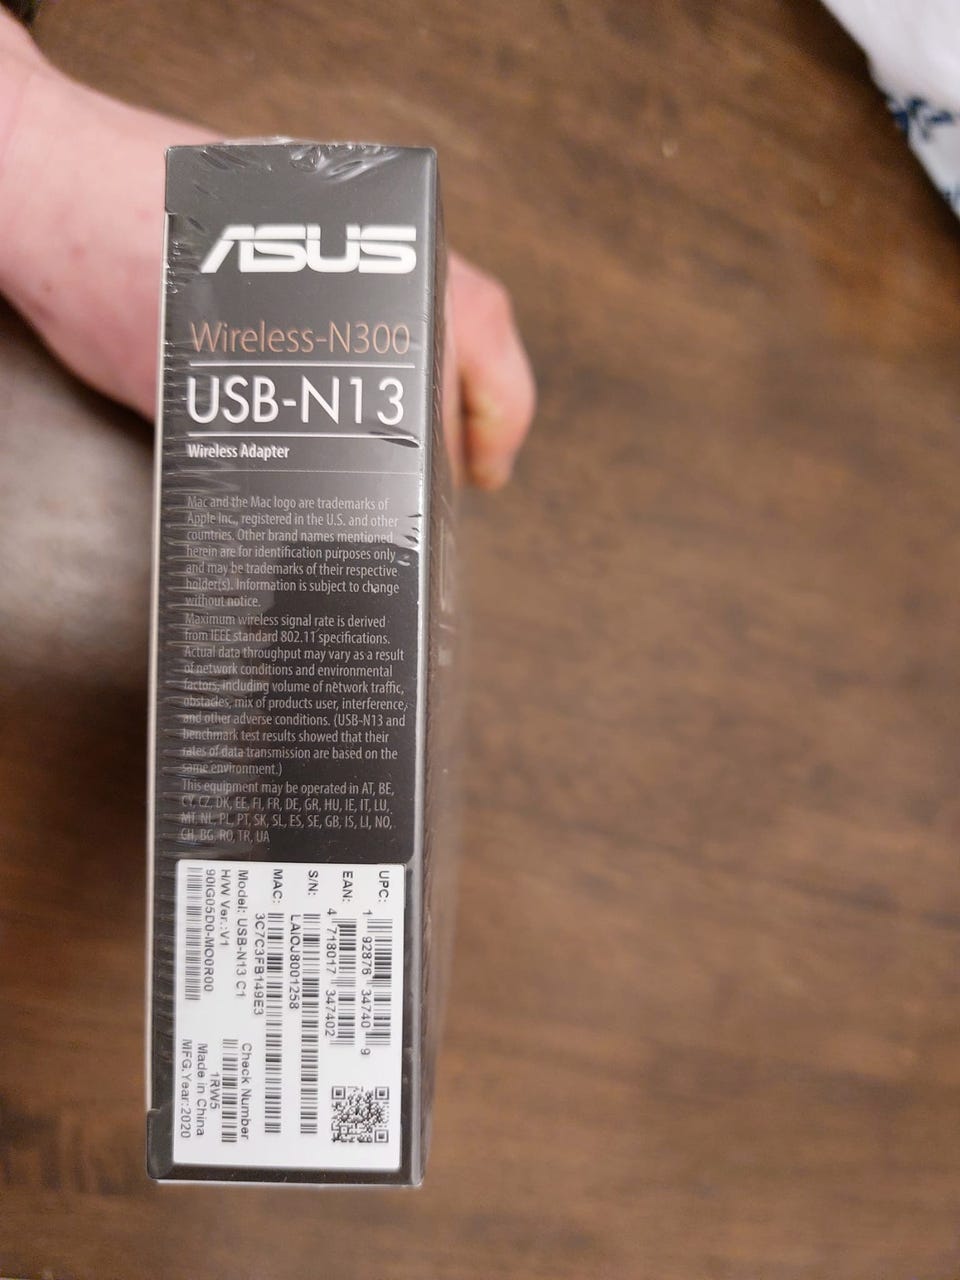 ASUS
Wireless-N300
USB-N13
Wireless Adapter
Mac and the Mac logo are trademarks of
Apple Inc., registered in the U.S. and other
countries. Other brand names mentioned
herein are for identification purposes only
and may be trademarks of their respective
holder(s). Information is subject to change
without notice.
Maximum wireless signal rate is derived
from IEEE standard 802.11 specifications.
Actual data throughput may vary as a result
of network conditions and environmental
factors, including volume of network traffic,
obstacles, mix of products user, interference,
and other adverse conditions. (USB-N13 and
benchmark test results showed that their
rates of data transmission are based on the
same environment.)
This equipment may be operated in AT, BE,
CY, CZ, DK, EE, FI, FR, DE, GR, HU, IE, IT, LU,
MT, NL, PL, PT, SK, SL, ES, SE, GB, IS, LI, NO,
CH, BG, RO, TR, UA
UPC: 1 92876 34740 9
EAN: 4 718017 347402
S/N:
LAIOJ8001258
MAC:
3C7C3FB149E3
Model: USB-N13 C1
H/W Ver.:V1
90IG05D0-MO0R00
Check Number
1RW5
Made in China
MFG.Year:2020